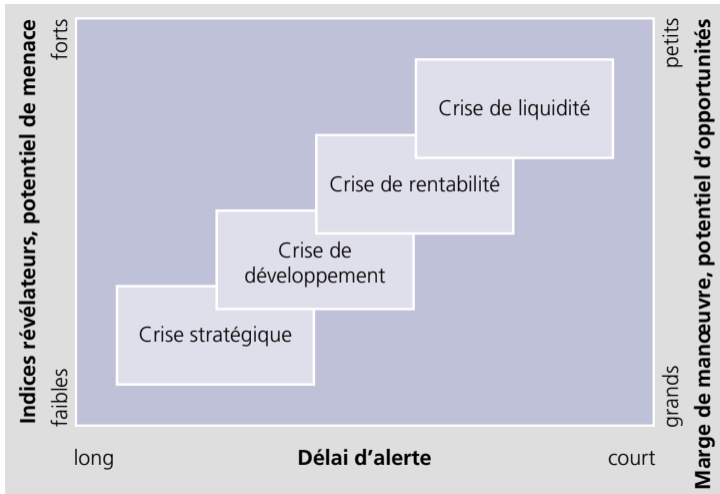 Indices révélateurs, potentiel de menace
forts
faibles
Crise de liquidité
Crise de rentabilité
Crise de
développement
Crise stratégique
petits
grands
Marge de manœuvre, potentiel d'opportunités
long
Délai d'alerte
court